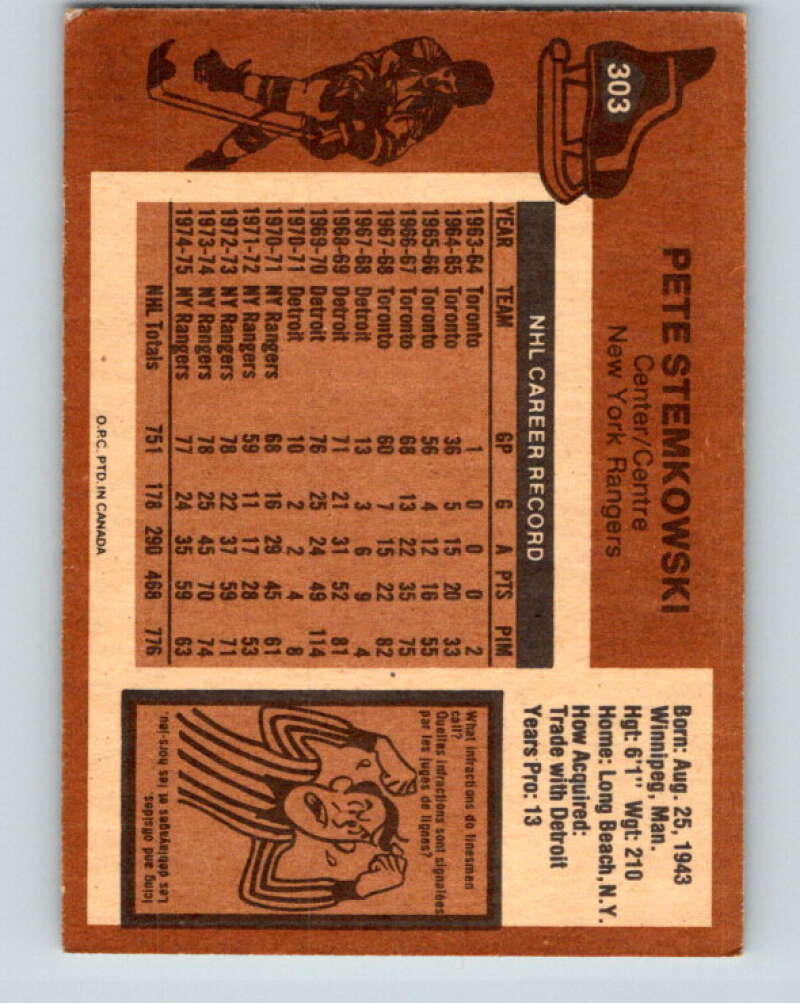 303
PETE STEMKOWSKI
Center/Centre
New York Rangers
Born: Aug. 25, 1943
Winnipeg, Man.
Hgt: 6'1" Wgt: 210
Home: Long Beach, N.Y.
How Acquired:
Trade with Detroit
Years Pro: 13
NHL CAREER RECORD
YEAR TEAM GP G A PTS PIM
1963-64 Toronto 1 0 0 0 2
1964-65 Toronto 36 5 15 20 33
1965-66 Toronto 56 4 12 16 55
1966-67 Toronto 68 13 22 35 75
1967-68 Toronto 60 7 15 22 82
1967-68 Detroit 13 3 6 9 4
1968-69 Detroit 71 21 31 52 81
1969-70 Detroit 76 25 24 49 114
1970-71 Detroit 10 2 2 4 8
1970-71 NY Rangers 68 16 29 45 61
1971-72 NY Rangers 59 11 17 28 53
1972-73 NY Rangers 78 22 37 59 71
1973-74 NY Rangers 78 25 45 70 74
1974-75 NY Rangers 77 24 35 59 63
NHL Totals 751 178 290 468 776
What infractions do linesmen
call?
Quelles infractions sont signalées
par les juges de lignes?
Icing and offsides.
Les déblayages et les hors-jeu.
O.P.C. PTD. IN CANADA